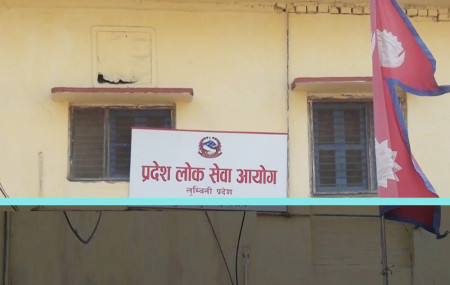 प्रदेश लोक सेवा आयोग
लुम्बिनी प्रदेश